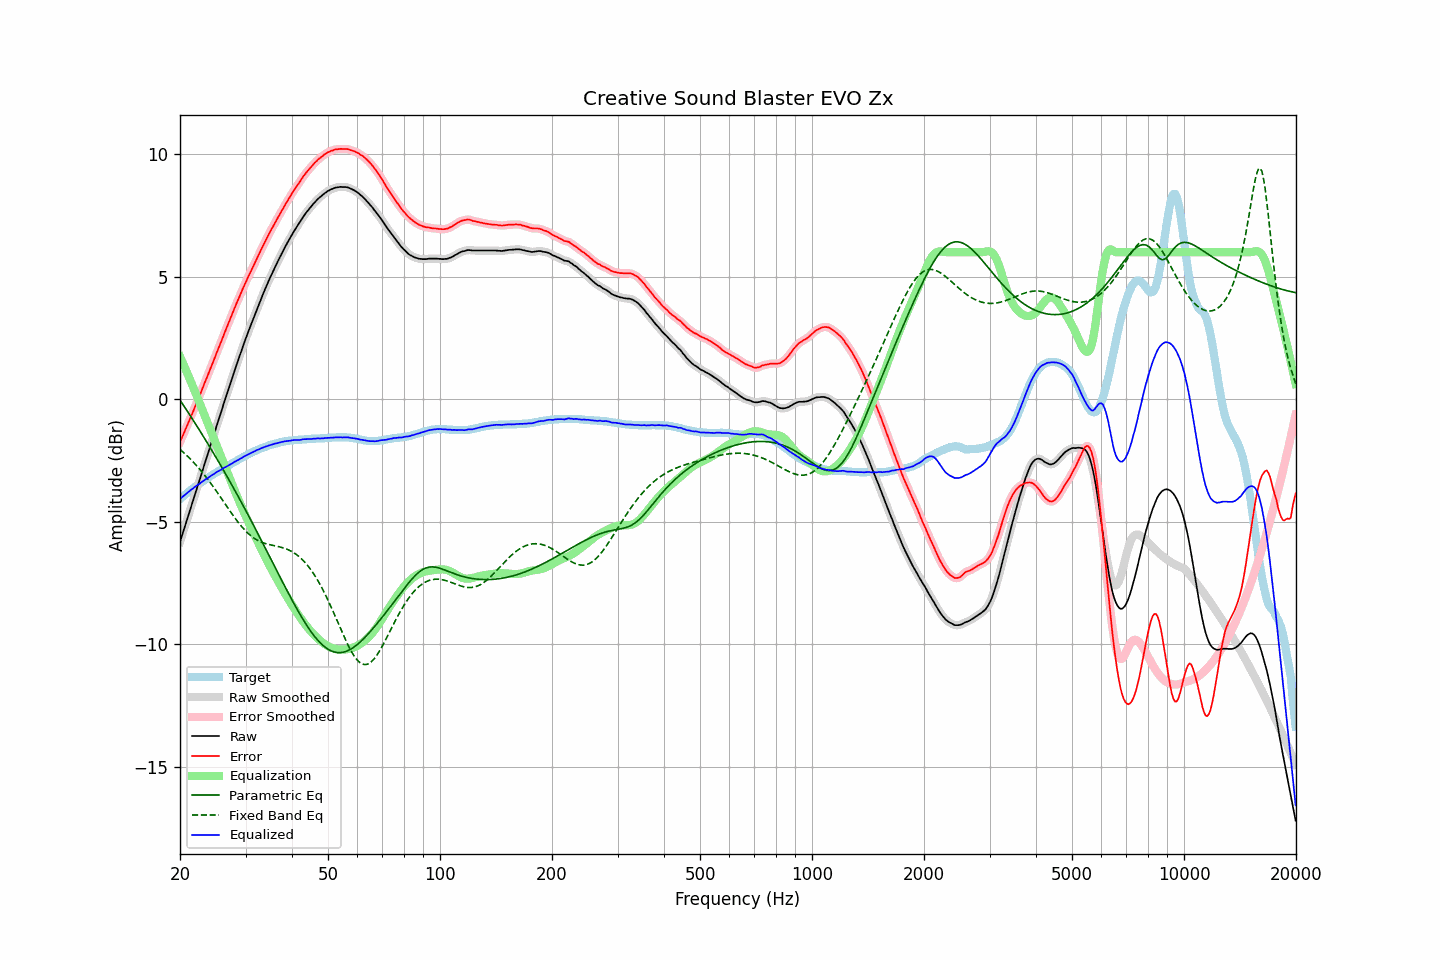 Creative Sound Blaster EVO Zx
Amplitude (dBr)
10
5
0
−5
−10
−15
Target
Raw Smoothed
Error Smoothed
Raw
Error
Equalization
Parametric Eq
Fixed Band Eq
Equalized
20 50 100 200 500 1000 2000 5000 10000 20000
Frequency (Hz)